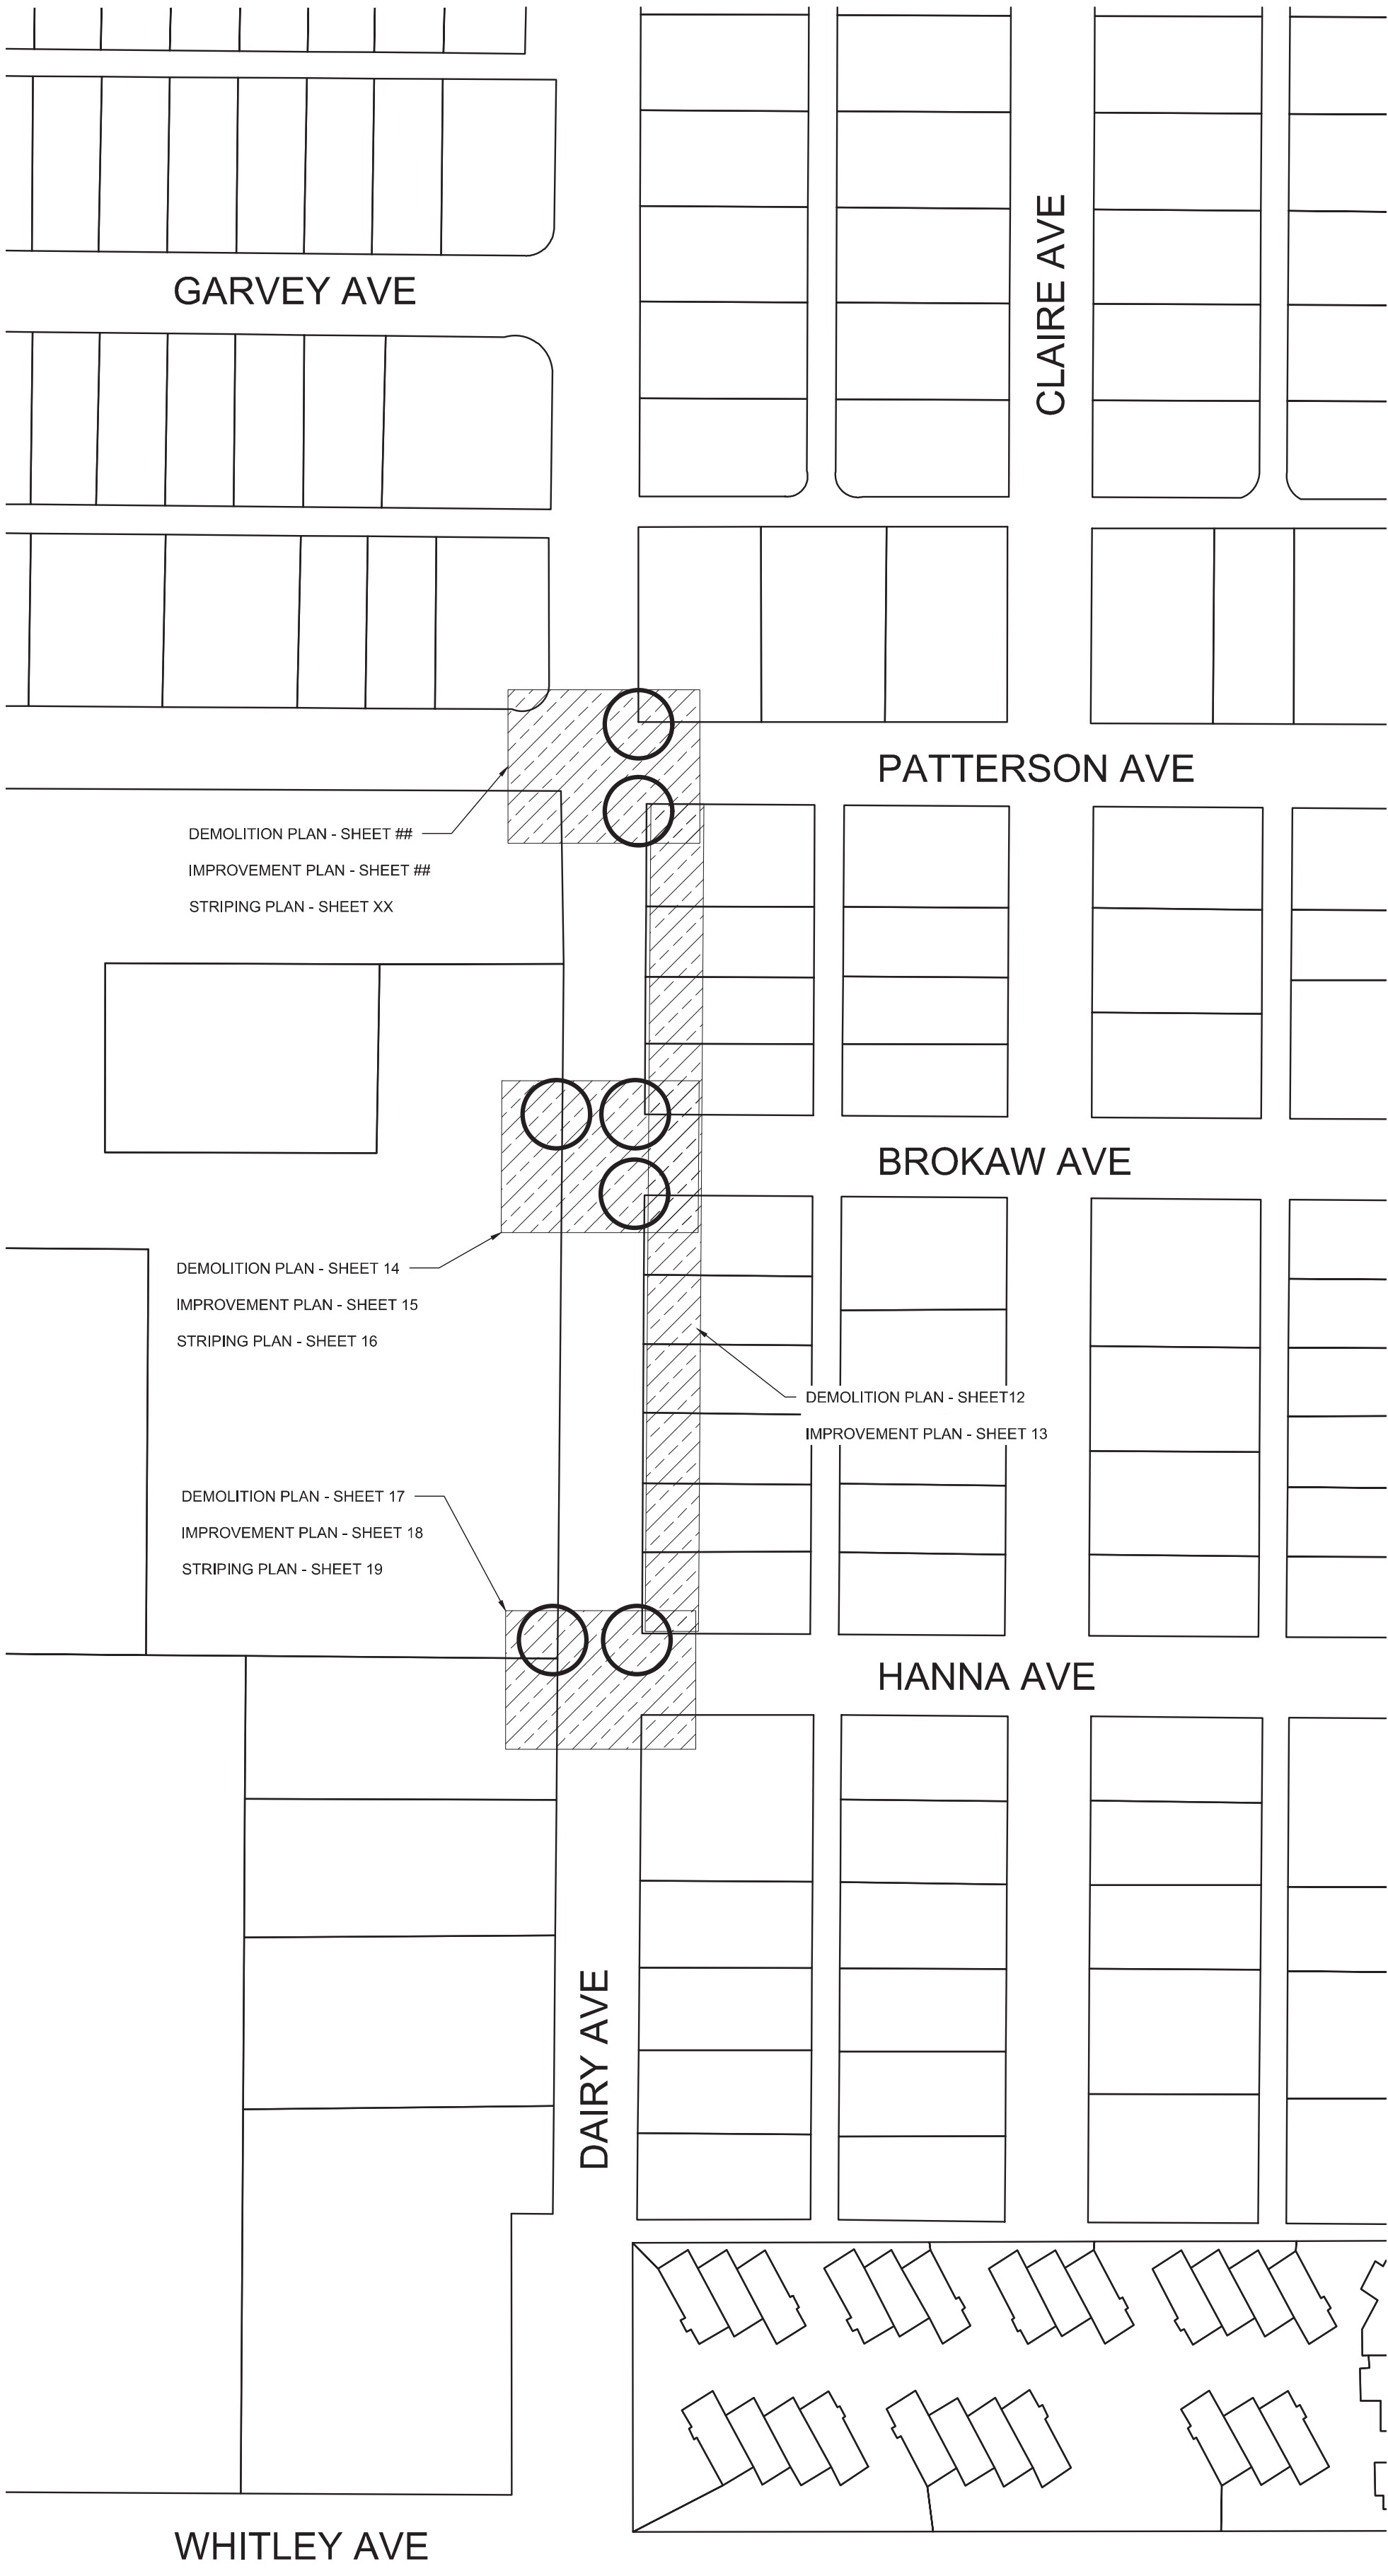 GARVEY AVE
CLAIRE AVE
PATTERSON AVE
DEMOLITION PLAN - SHEET ##
IMPROVEMENT PLAN - SHEET ##
STRIPING PLAN - SHEET XX
BROKAW AVE
DEMOLITION PLAN - SHEET 14
IMPROVEMENT PLAN - SHEET 15
STRIPING PLAN - SHEET 16
DEMOLITION PLAN - SHEET12
IMPROVEMENT PLAN - SHEET 13
DEMOLITION PLAN - SHEET 17
IMPROVEMENT PLAN - SHEET 18
STRIPING PLAN - SHEET 19
HANNA AVE
DAIRY AVE
WHITLEY AVE